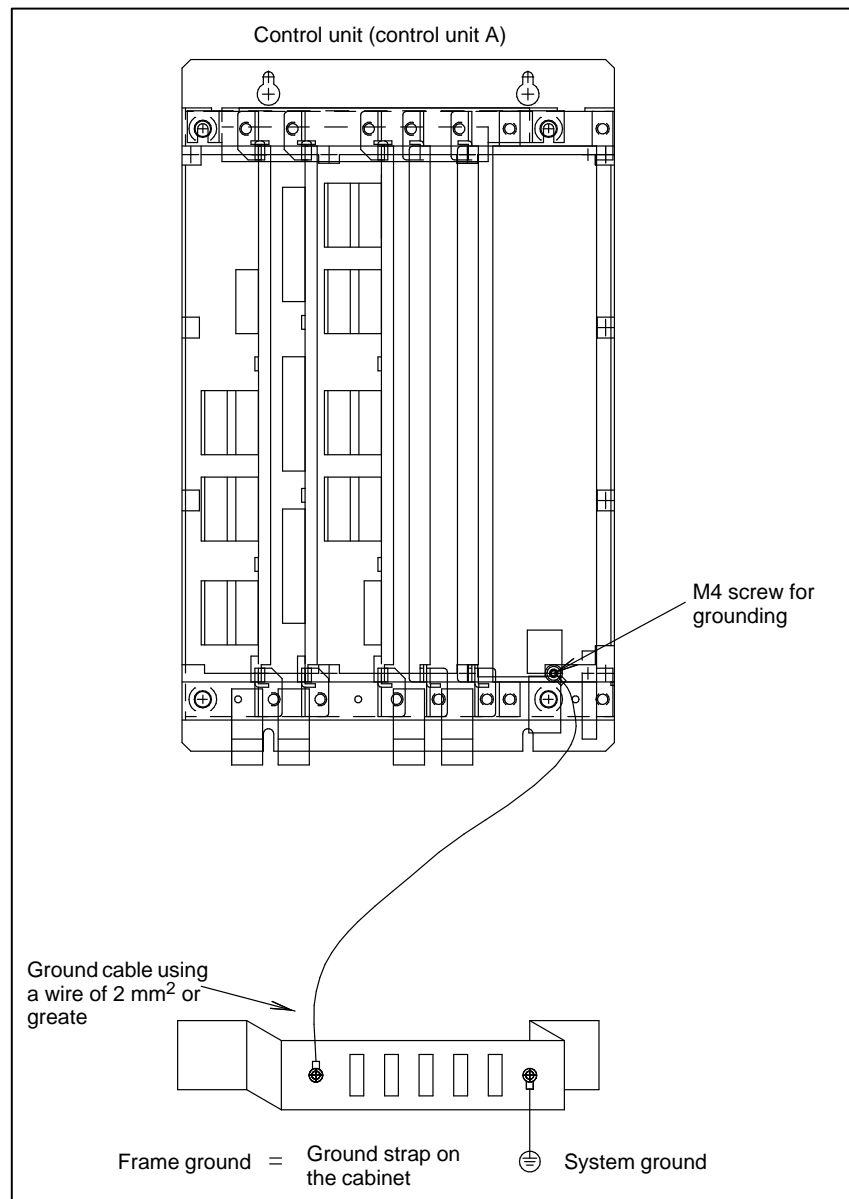 Control unit (control unit A)
M4 screw for
grounding
Ground cable using
a wire of 2 mm² or
greate
Frame ground = Ground strap on
the cabinet
System ground